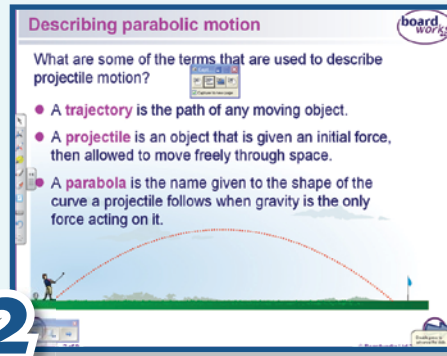 Describing parabolic motion
board
works
What are some of the terms that are used to describe
projectile motion?
• A trajectory is the path of any moving object.
• A projectile is an object that is given an initial force,
then allowed to move freely through space.
• A parabola is the name given to the shape of the
curve a projectile follows when gravity is the only
force acting on it.
2